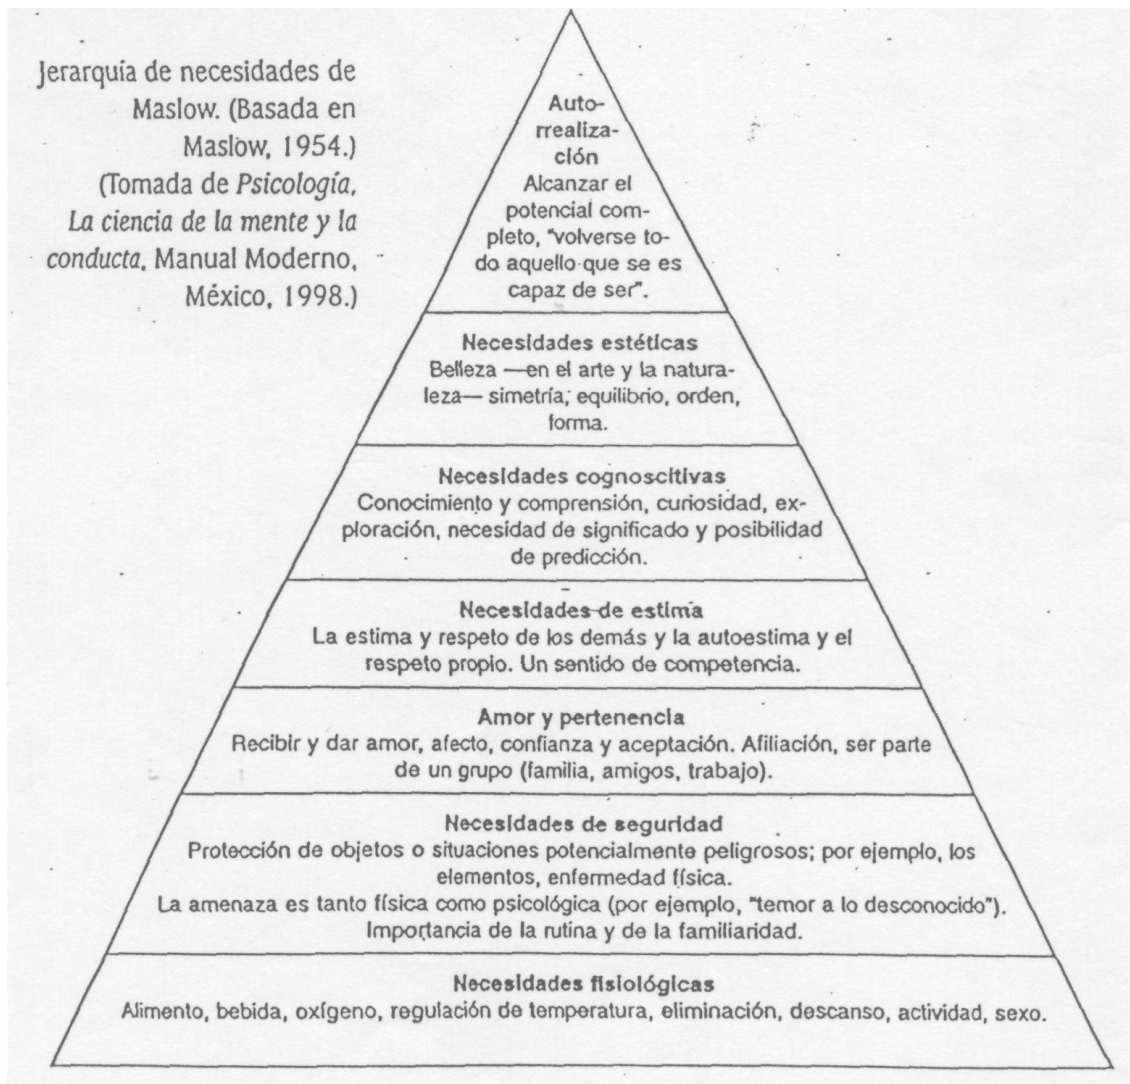 Jerarquía de necesidades de
Maslow. (Basada en
Maslow, 1954.)
(Tomada de Psicología,
La ciencia de la mente y la
conducta, Manual Moderno,
México, 1998.)
Auto-
rrealiza-
ción
Alcanzar el
potencial com-
pleto, "volverse to-
do aquello que se es
capaz de ser".
Necesidades estéticas
Belleza —en el arte y la natura-
leza— simetría; equilibrio, orden,
forma.
Necesidades cognoscitivas
Conocimiento y comprensión, curiosidad, ex-
ploración, necesidad de significado y posibilidad
de predicción.
Necesidades de estima
La estima y respeto de los demás y la autoestima y el
respeto propio. Un sentido de competencia.
Amor y pertenencia
Recibir y dar amor, afecto, confianza y aceptación. Afiliación, ser parte
de un grupo (familia, amigos, trabajo).
Necesidades de seguridad
Protección de objetos o situaciones potencialmente peligrosos; por ejemplo, los
elementos, enfermedad física.
La amenaza es tanto física como psicológica (por ejemplo, "temor a lo desconocido").
Importancia de la rutina y de la familiaridad.
Necesidades fisiológicas
Alimento, bebida, oxígeno, regulación de temperatura, eliminación, descanso, actividad, sexo.